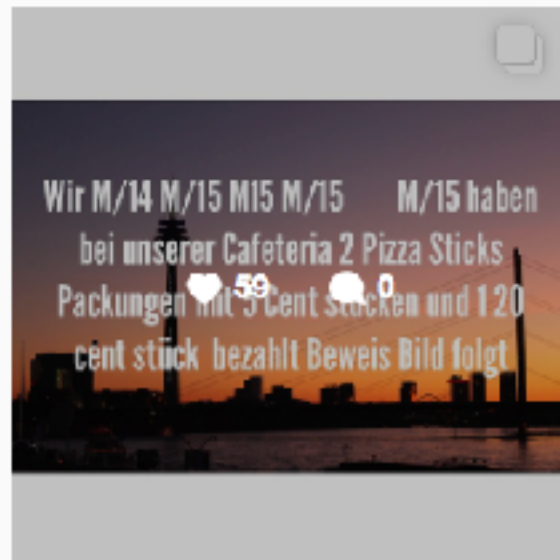 Wir M/14 M/15 M15 M/15 M/15 haben
bei unserer Cafeteria 2 Pizza Sticks
Packungen mit 5 Cent stücken und 1 20
cent stück bezahlt Beweis Bild folgt
59 0